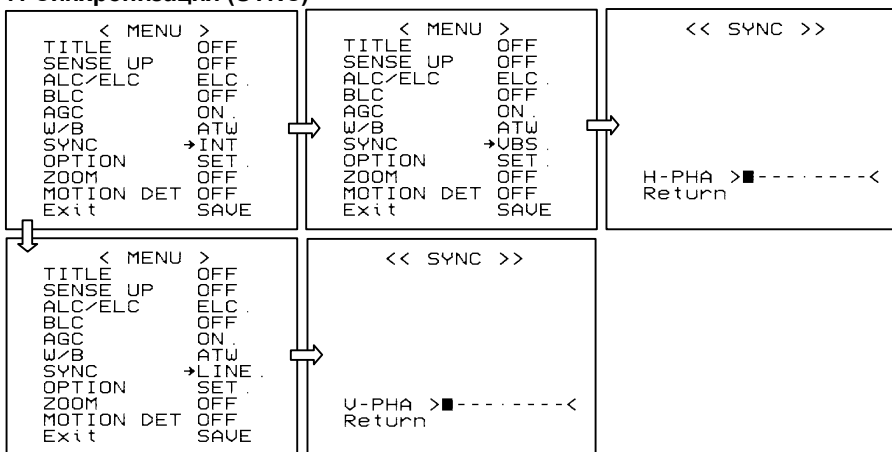 синхронизации (SYNC)
< MENU >
TITLE OFF
SENSE UP OFF
ALC/ELC ELC.
BLC OFF
AGC ON.
W/B ATW
SYNC →INT
OPTION SET.
ZOOM OFF
MOTION DET OFF
Exit SAVE
< MENU >
TITLE OFF
SENSE UP OFF
ALC/ELC ELC.
BLC OFF
AGC ON.
W/B ATW
SYNC →VBS.
OPTION SET.
ZOOM OFF
MOTION DET OFF
Exit SAVE
<< SYNC >>
H-PHA >■---·----<
Return
< MENU >
TITLE OFF
SENSE UP OFF
ALC/ELC ELC.
BLC OFF
AGC ON.
W/B ATW
SYNC →LINE.
OPTION SET.
ZOOM OFF
MOTION DET OFF
Exit SAVE
<< SYNC >>
V-PHA >■---·----<
Return